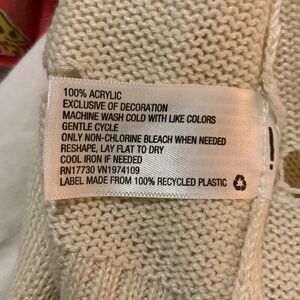 100% ACRYLIC
EXCLUSIVE OF DECORATION
MACHINE WASH COLD WITH LIKE COLORS
GENTLE CYCLE
ONLY NON-CHLORINE BLEACH WHEN NEEDED
RESHAPE, LAY FLAT TO DRY
COOL IRON IF NEEDED
RN17730 VN1974109
LABEL MADE FROM 100% RECYCLED PLASTIC